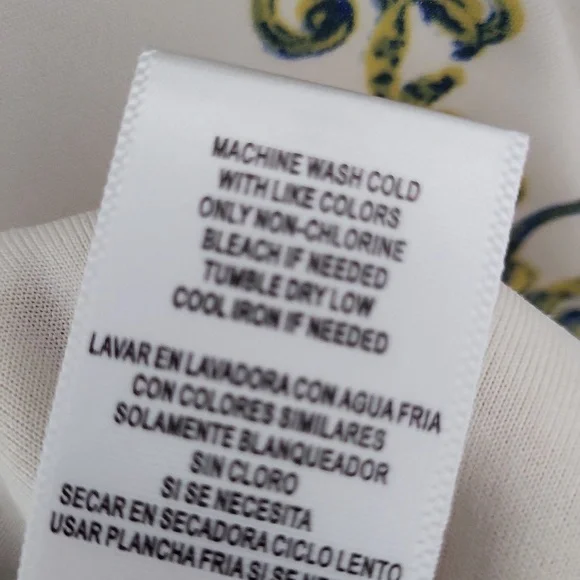 MACHINE WASH COLD
WITH LIKE COLORS
ONLY NON-CHLORINE
BLEACH IF NEEDED
TUMBLE DRY LOW
COOL IRON IF NEEDED
LAVAR EN LAVADORA CON AGUA FRIA
CON COLORES SIMILARES
SOLAMENTE BLANQUEADOR
SIN CLORO
SI SE NECESITA
SECAR EN SECADORA CICLO LENTO
USAR PLANCHA FRIA SI SE